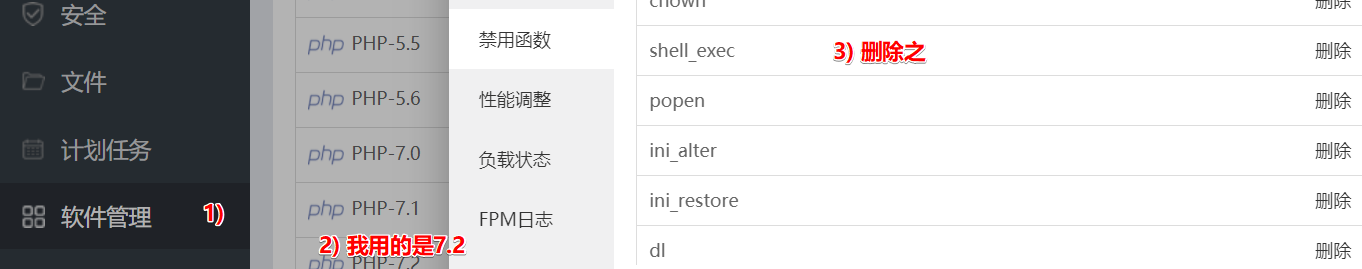 安全
文件
计划任务
软件管理
1)
php PHP-5.5
php PHP-5.6
php PHP-7.0
php PHP-7.1
2) 我用的是7.2
php PHP-7.2
禁用函数
性能调整
负载状态
FPM日志
chown 删除
shell_exec 3) 删除之 删除
popen 删除
ini_alter 删除
ini_restore 删除
dl 删除